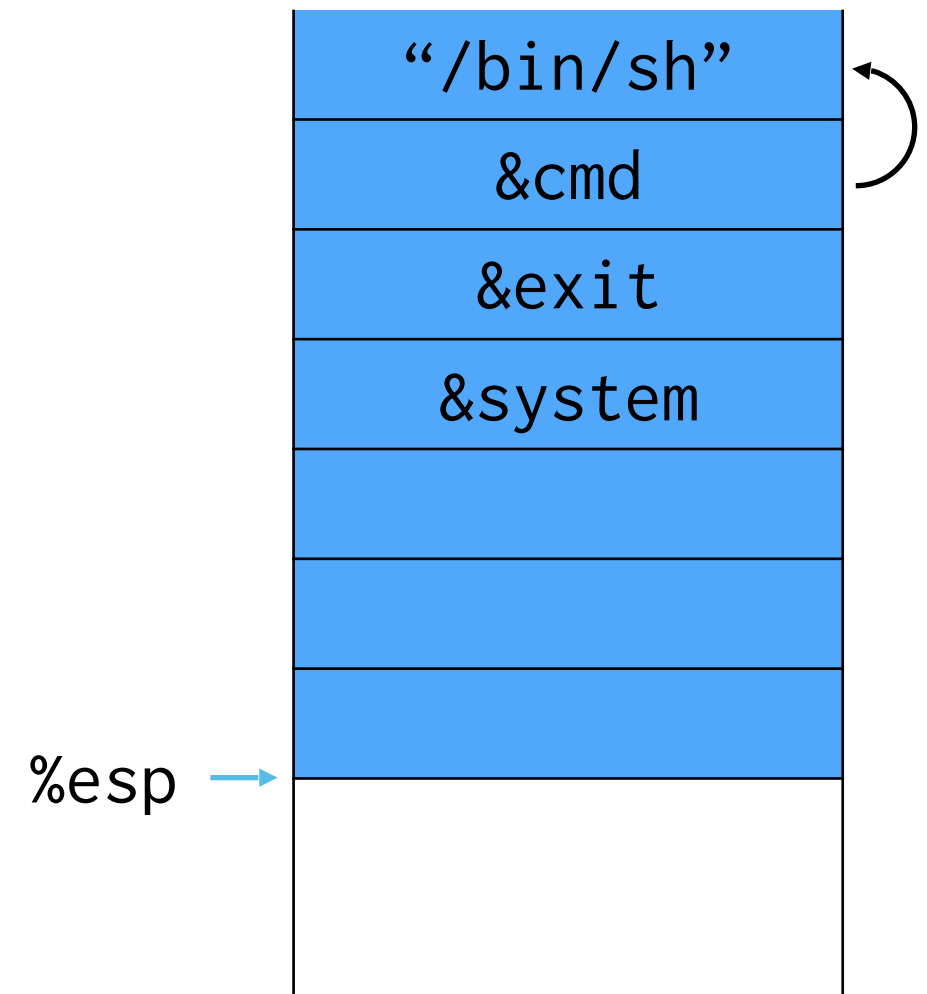 “/bin/sh”
&cmd
&exit
&system
%esp